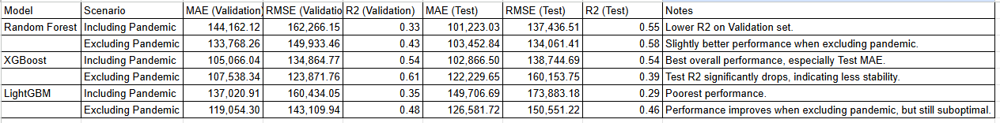 Model Scenario MAE (Validation) RMSE (Validatio R2 (Validation) MAE (Test) RMSE (Test) R2 (Test) Notes
Random Forest Including Pandemic 144,162.12 162,266.15 0.33 101,223.03 137,436.51 0.55 Lower R2 on Validation set.
Excluding Pandemic 133,768.26 149,933.46 0.43 103,452.84 134,061.41 0.58 Slightly better performance when excluding pandemic.
XGBoost Including Pandemic 105,066.04 134,864.77 0.54 102,866.50 138,744.69 0.54 Best overall performance, especially Test MAE.
Excluding Pandemic 107,538.34 123,871.76 0.61 122,229.65 160,153.75 0.39 Test R2 significantly drops, indicating less stability.
LightGBM Including Pandemic 137,020.91 160,434.05 0.35 149,706.69 173,883.18 0.29 Poorest performance.
Excluding Pandemic 119,054.30 143,109.94 0.48 126,581.72 150,551.22 0.46 Performance improves when excluding pandemic, but still suboptimal.